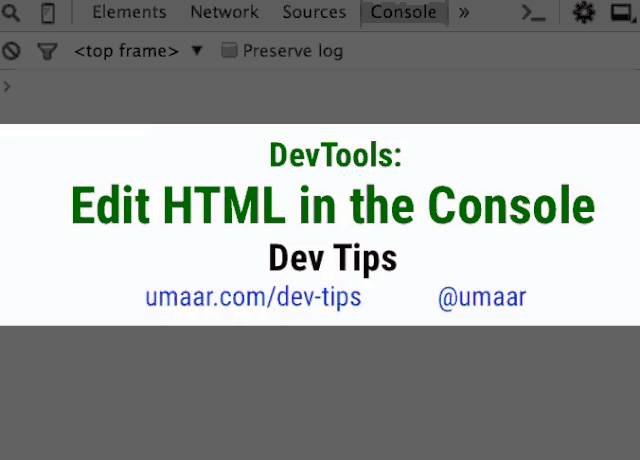 Elements Network Sources Console »
<top frame> ▼ Preserve log
>
DevTools:
Edit HTML in the Console
Dev Tips
umaar.com/dev-tips @umaar